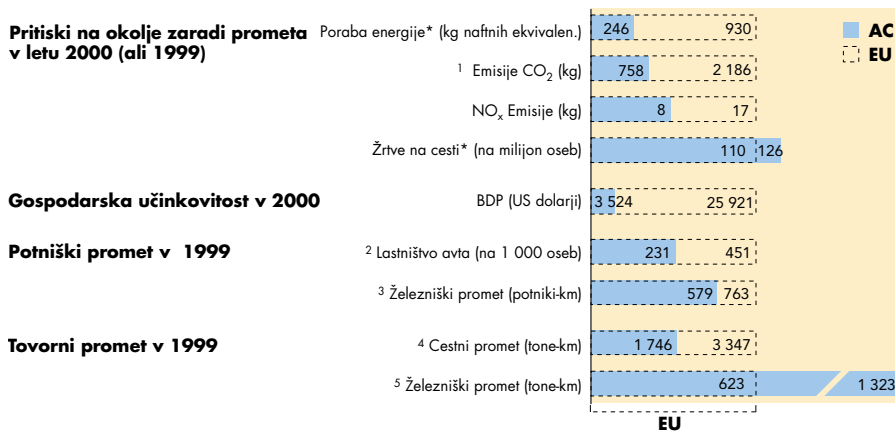 Pritiski na okolje zaradi prometa
v letu 2000 (ali 1999)
Poraba energije* (kg naftnih ekvivalen.) 246 930
AC
EU
¹ Emisije CO₂ (kg) 758 2 186
NOₓ Emisije (kg) 8 17
Žrtve na cesti* (na milijon oseb) 110 126
Gospodarska učinkovitost v 2000 BDP (US dolarji) 3 524 25 921
Potniški promet v 1999 ² Lastništvo avta (na 1 000 oseb) 231 451
³ Železniški promet (potniki-km) 579 763
Tovorni promet v 1999 ⁴ Cestni promet (tone-km) 1 746 3 347
⁵ Železniški promet (tone-km) 623 1 323
EU